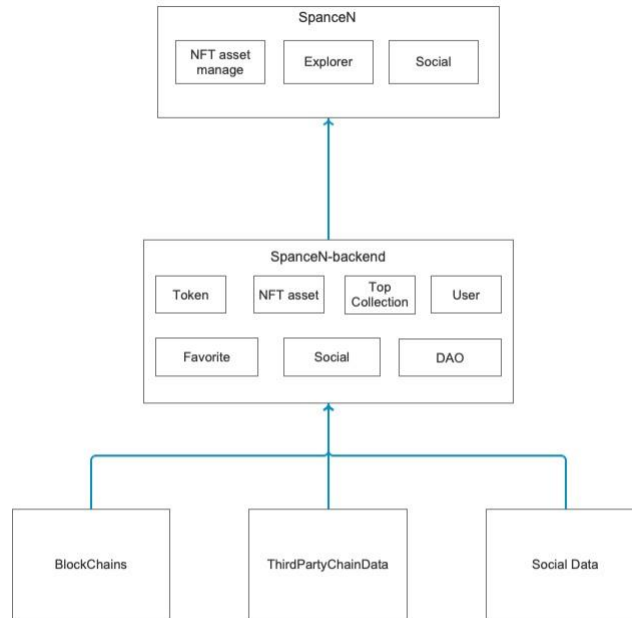 SpanceN
NFT asset
manage
Explorer
Social
SpanceN-backend
Token
NFT asset
Top
Collection
User
Favorite
Social
DAO
BlockChains
ThirdPartyChainData
Social Data